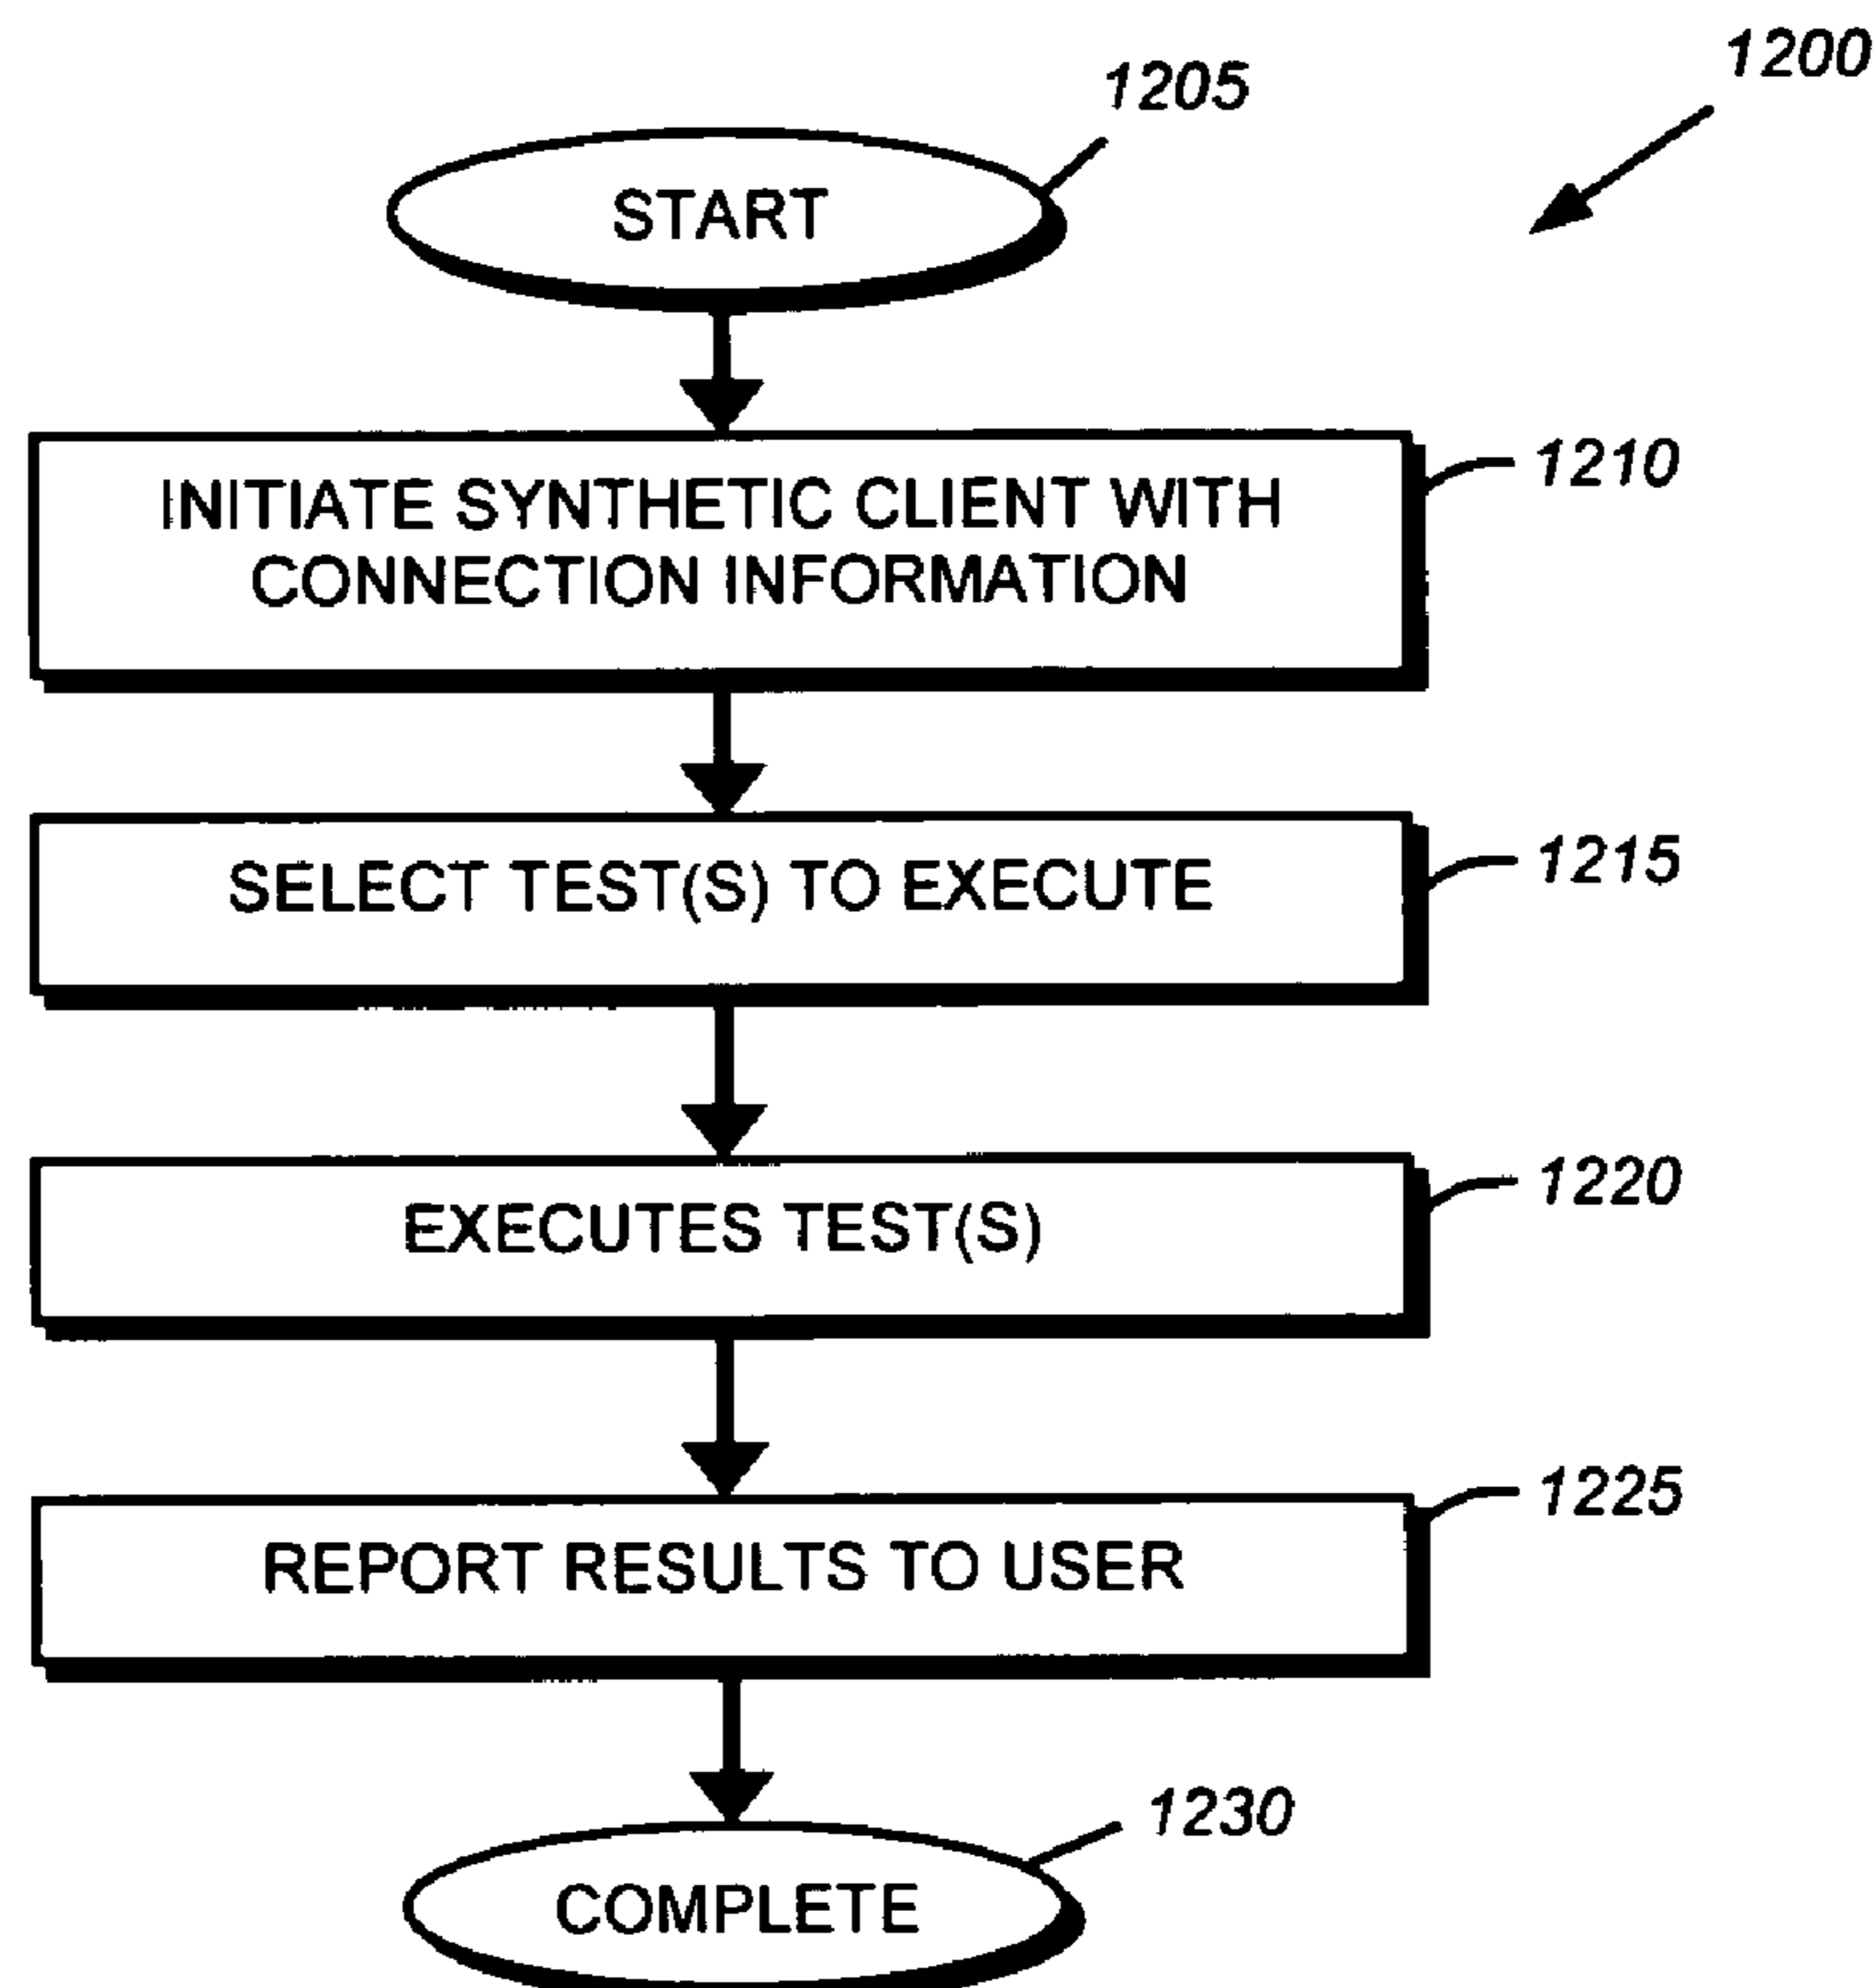 1200
1205
START
1210
INITIATE SYNTHETIC CLIENT WITH
CONNECTION INFORMATION
1215
SELECT TEST(S) TO EXECUTE
1220
EXECUTES TEST(S)
1225
REPORT RESULTS TO USER
1230
COMPLETE